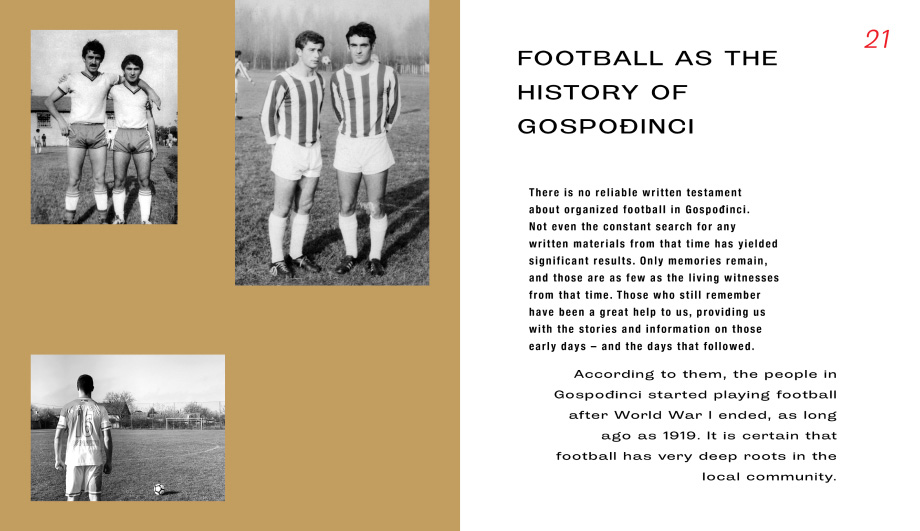 21
FOOTBALL AS THE
HISTORY OF
GOSPOĐINCI
There is no reliable written testament
about organized football in Gospođinci.
Not even the constant search for any
written materials from that time has yielded
significant results. Only memories remain,
and those are as few as the living witnesses
from that time. Those who still remember
have been a great help to us, providing us
with the stories and information on those
early days – and the days that followed.
According to them, the people in
Gospođinci started playing football
after World War I ended, as long
ago as 1919. It is certain that
football has very deep roots in the
local community.